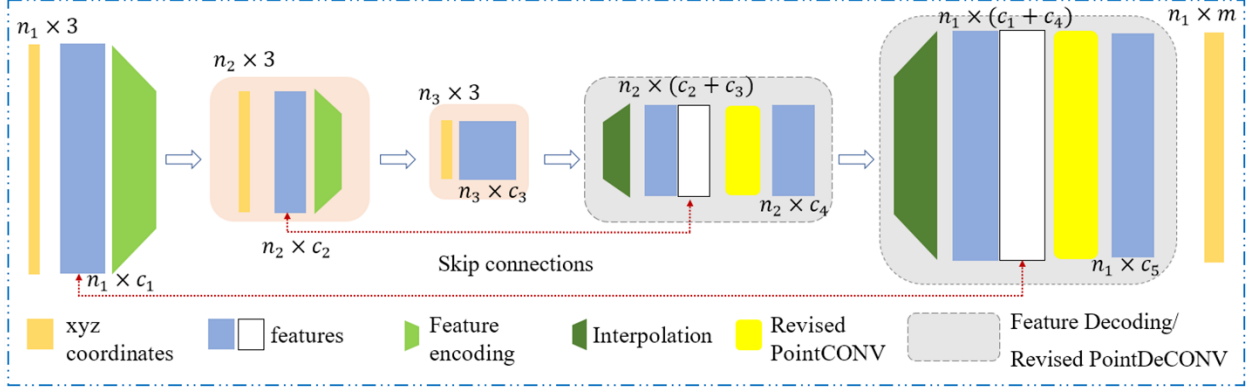 n₁ × 3
n₁ × c₁
n₂ × 3
n₂ × c₂
n₃ × 3
n₃ × c₃
n₂ × (c₂ + c₃)
n₂ × c₄
n₁ × (c₁ + c₄)
n₁ × c₅
n₁ × m
Skip connections
xyz
coordinates
features
Feature
encoding
Interpolation
Revised
PointCONV
Feature Decoding/
Revised PointDeCONV